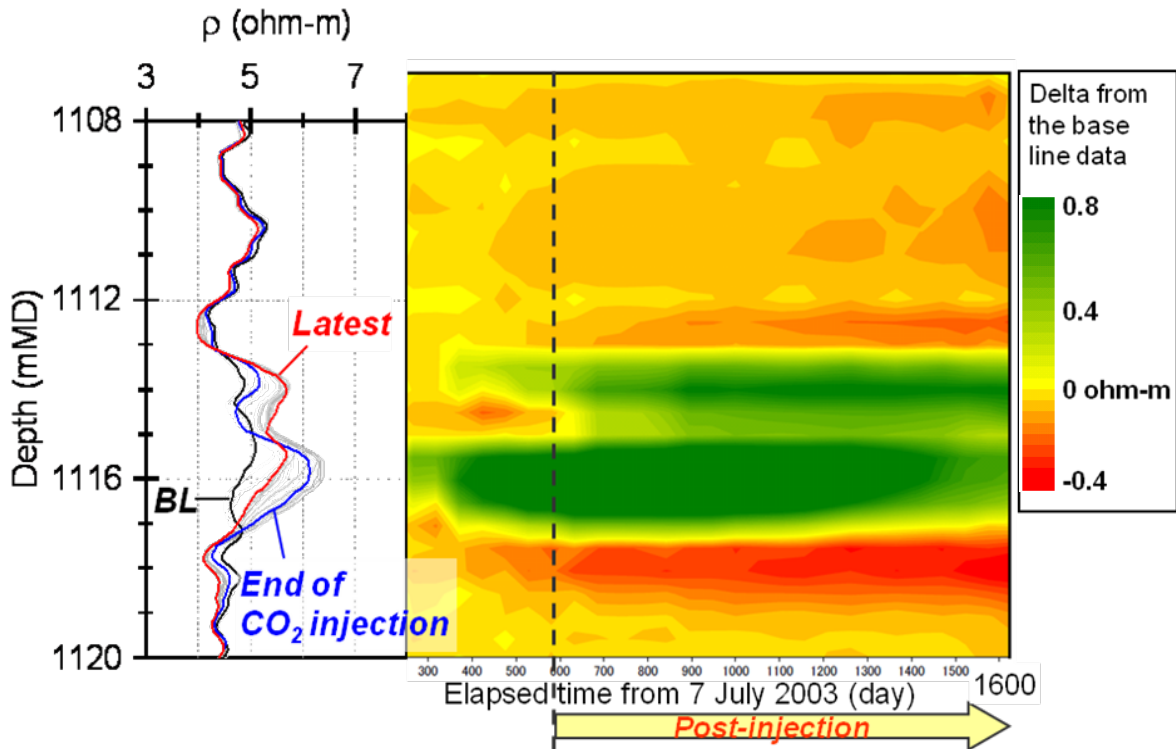 ρ (ohm-m)
3 5 7
1108
1112
1116
1120
Depth (mMD)
Latest
BL
End of
CO₂ injection
300 400 500 600 700 800 900 1000 1100 1200 1300 1400 1500 1600
Elapsed time from 7 July 2003 (day)
Post-injection
Delta from
the base
line data
0.8
0.4
0 ohm-m
-0.4